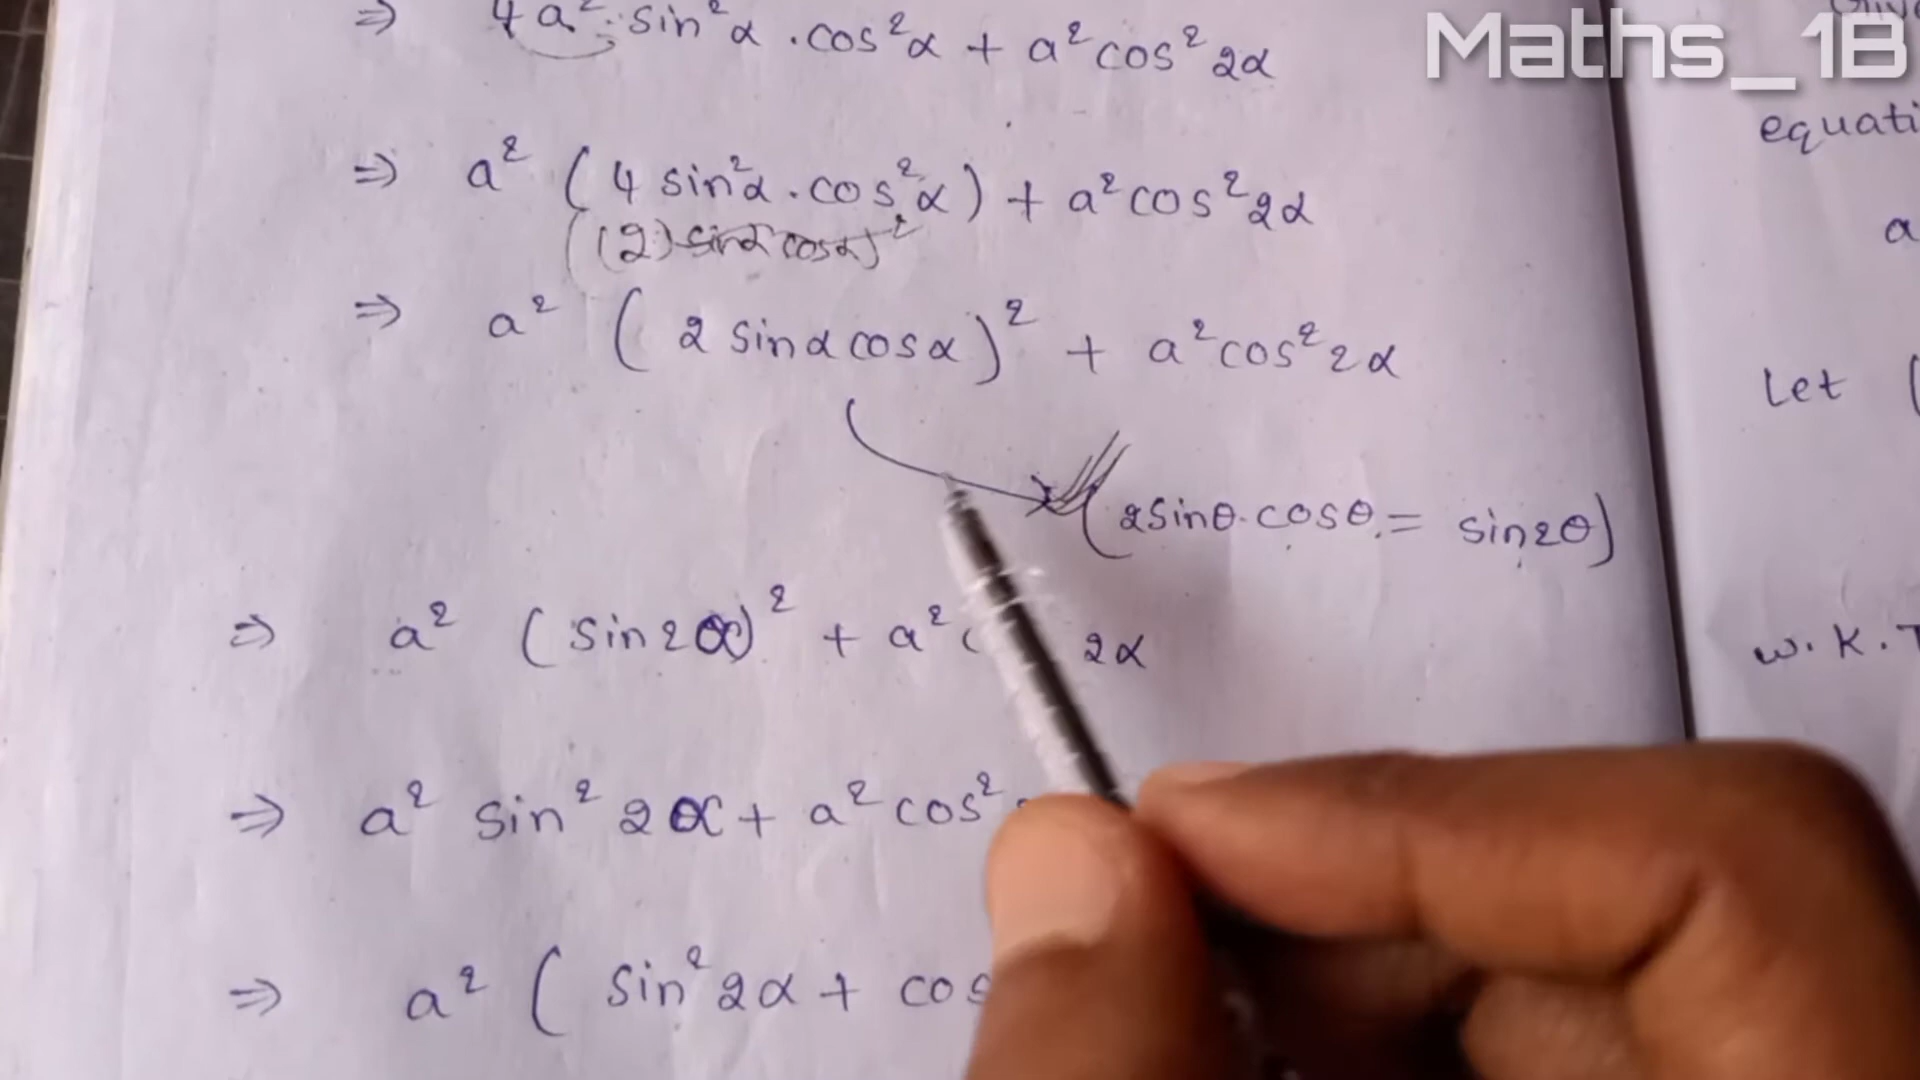 ⇒ 4a² · sin²α . cos²α + a² cos² 2α
Maths_1B
⇒ a² (4 sin²α . cos²α) + a² cos² 2α
((2) sinα cosα)²
⇒ a² (2 sinα cosα)² + a² cos² 2α
(2sinθ. cosθ = sin2θ)
⇒ a² (sin 2α)² + a² 2α
⇒ a² sin² 2α + a² cos²
⇒ a² (sin² 2α + cos
equati
a
Let (
W.K.T